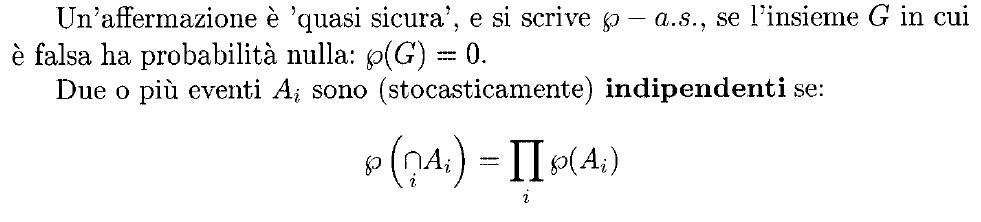 Un'affermazione è 'quasi sicura', e si scrive ℘ − a.s., se l'insieme G in cui
è falsa ha probabilità nulla: ℘(G) = 0.
Due o più eventi A_i sono (stocasticamente) indipendenti se:
℘ (∩_i A_i) = ∏_i ℘(A_i)